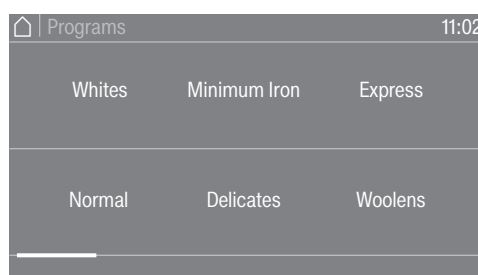 Programs 11:02
Whites Minimum Iron Express
Normal Delicates Woolens